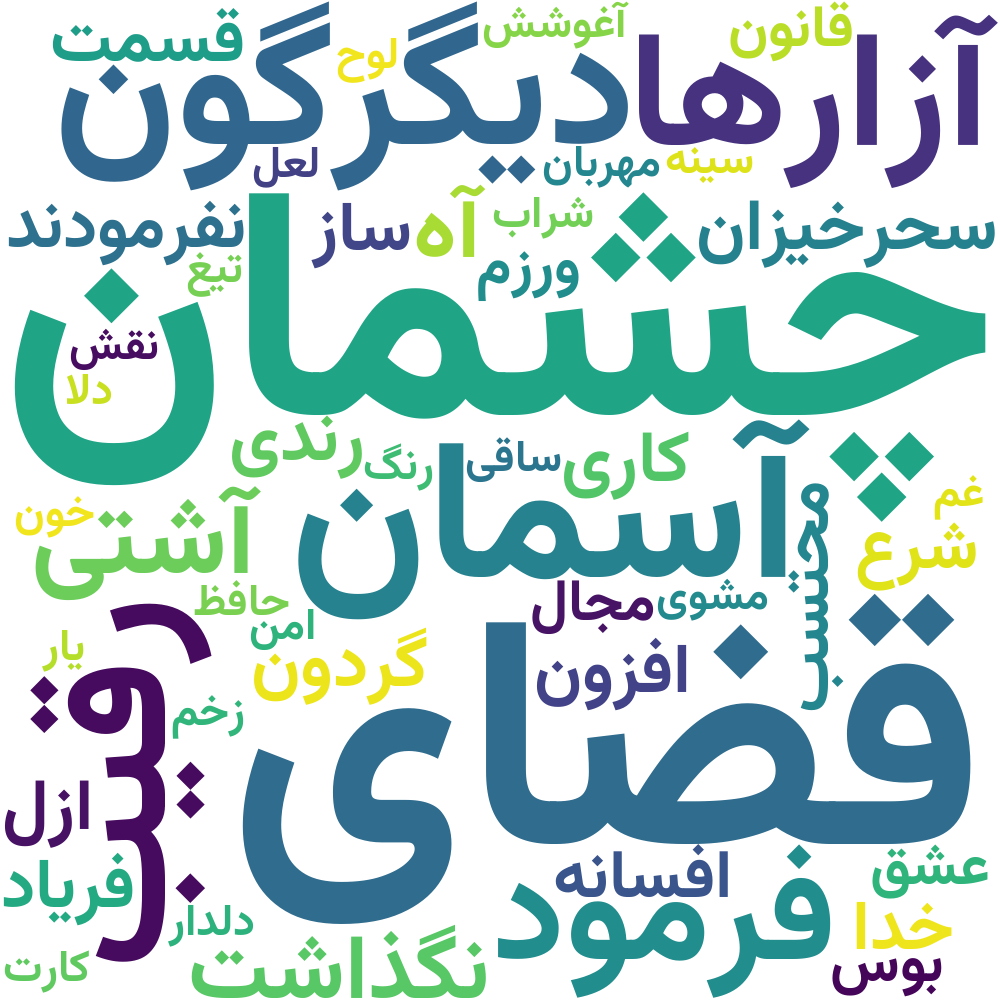 آزارها
قانون
آغوشش
لوح
دیگرگون
قسمت
سینه
مهربان
لعل
سحرخیزان
شراب
آه
ساز
نفرمودند
ورزم
تیغ
چشمان
نقش
دلا
رندی
رنگ
ساقی
کاری
آسمان
غم
خون
آشتی
محتسب
شرع
حافظ
امن
مجال
مشوی
یار
گردون
افزون
رقیب
زخم
قضای
ازل
فریاد
افسانه
عشق
دلدار
فرمود
خدا
نگذاشت
بوس
کارت